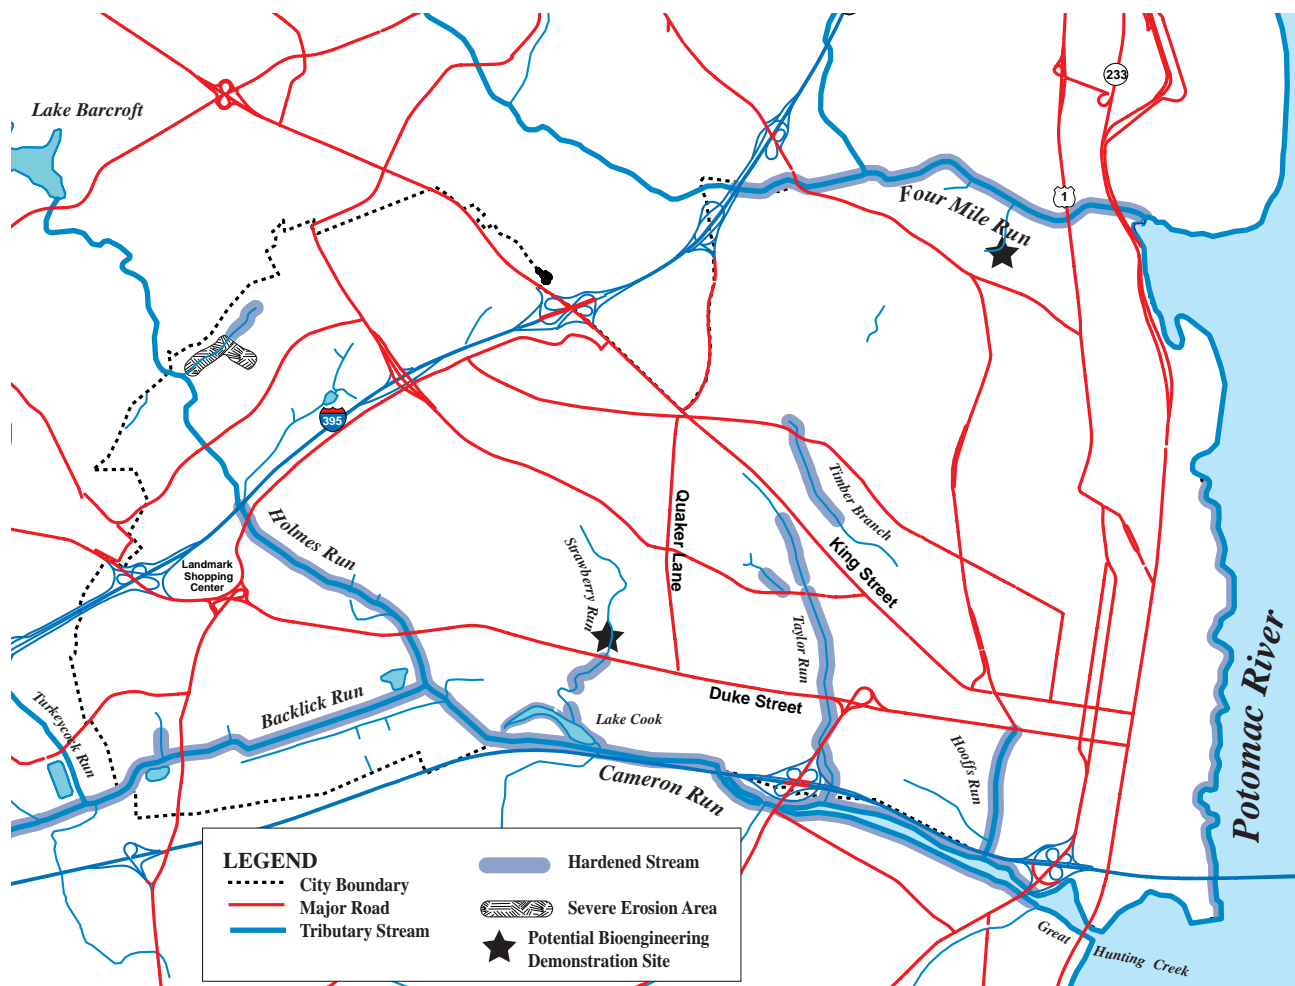 Lake Barcroft
233
1
Four Mile Run
395
Timber Branch
Quaker Lane
King Street
Holmes Run
Landmark
Shopping
Center
Strawberry Run
Taylor Run
Duke Street
Backlick Run
Turkeycock Run
Lake Cook
Cameron Run
Hooffs Run
Potomac River
Great Hunting Creek
LEGEND
City Boundary
Major Road
Tributary Stream
Hardened Stream
Severe Erosion Area
Potential Bioengineering
Demonstration Site